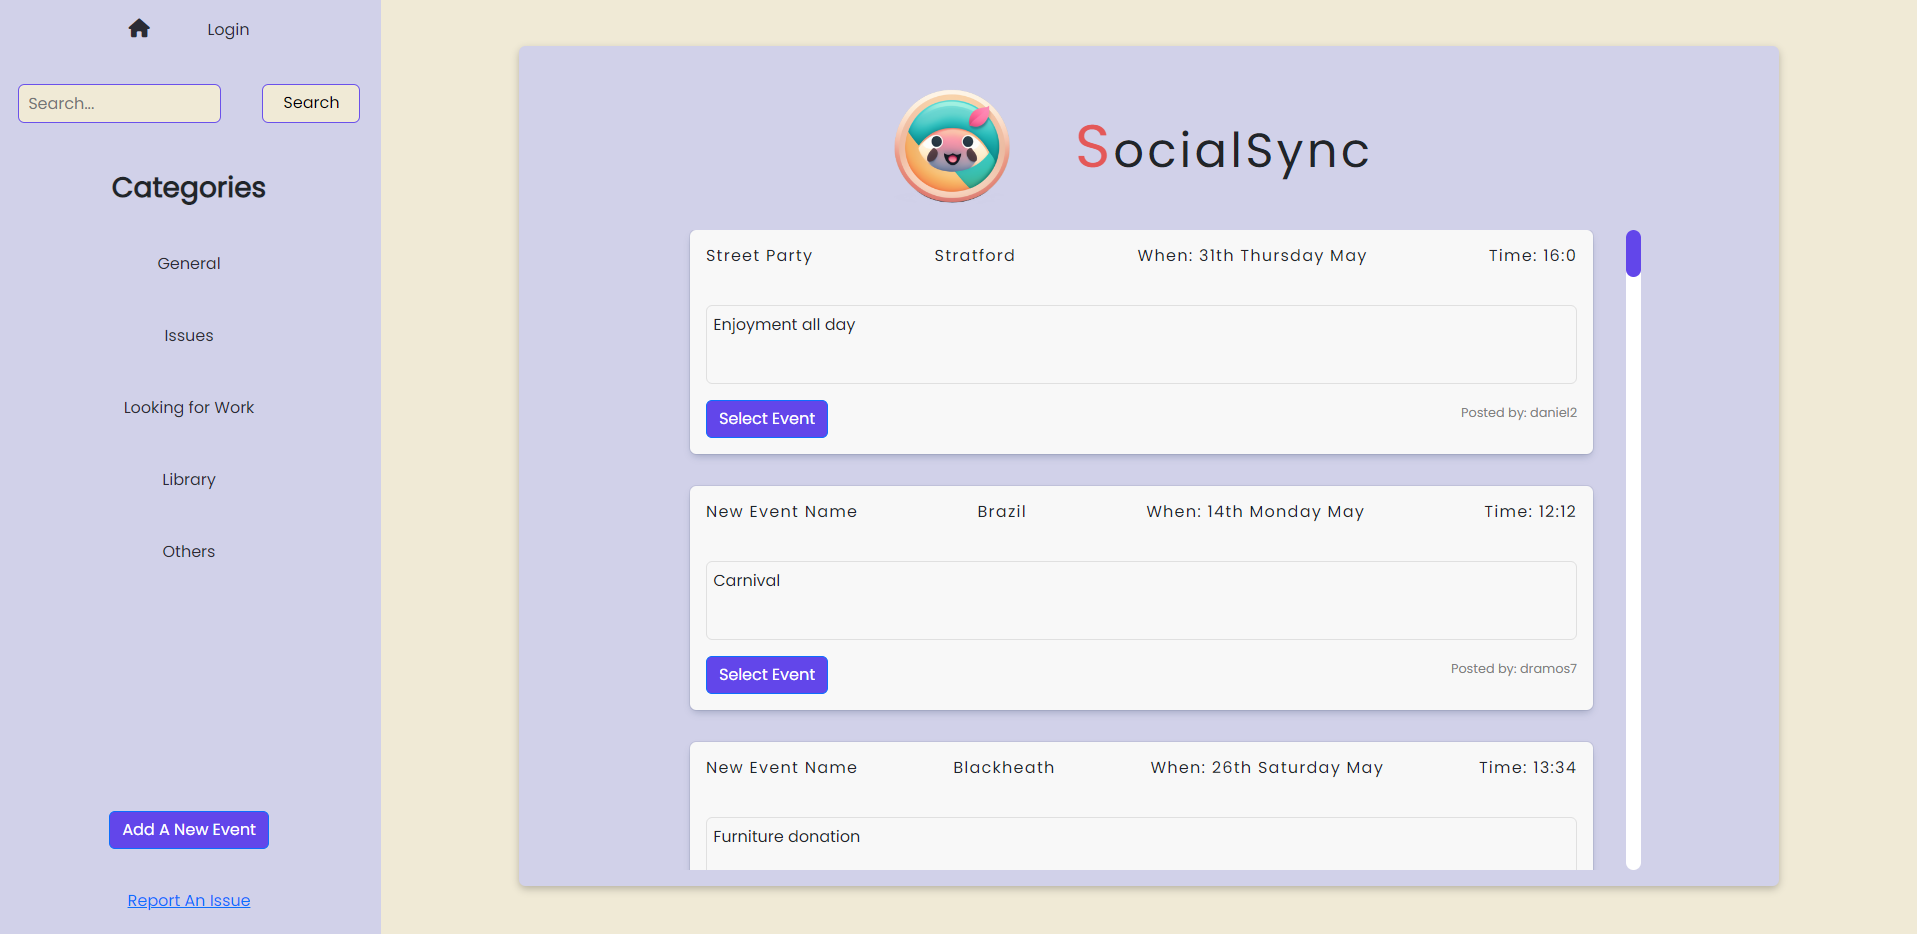 Login
Search...
Search
Categories
General
Issues
Looking for Work
Library
Others
Add A New Event
Report An Issue
SocialSync
Street Party Stratford When: 31th Thursday May Time: 16:0
Enjoyment all day
Select Event Posted by: daniel2
New Event Name Brazil When: 14th Monday May Time: 12:12
Carnival
Select Event Posted by: dramos7
New Event Name Blackheath When: 26th Saturday May Time: 13:34
Furniture donation